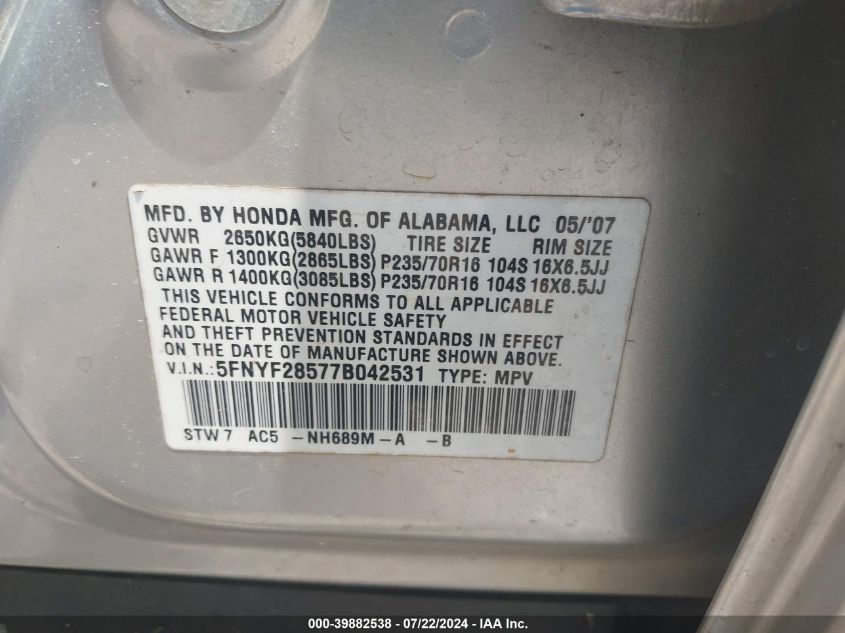 MFD. BY HONDA MFG. OF ALABAMA, LLC 05/'07
GVWR 2650KG(5840LBS) TIRE SIZE RIM SIZE
GAWR F 1300KG(2865LBS) P235/70R16 104S 16X6.5JJ
GAWR R 1400KG(3085LBS) P235/70R16 104S 16X6.5JJ
THIS VEHICLE CONFORMS TO ALL APPLICABLE
FEDERAL MOTOR VEHICLE SAFETY
AND THEFT PREVENTION STANDARDS IN EFFECT
ON THE DATE OF MANUFACTURE SHOWN ABOVE.
V.I.N.: 5FNYF28577B042531 TYPE: MPV
STW7 AC5 - NH689M - A - B
000-39882538 - 07/22/2024 - IAA Inc.